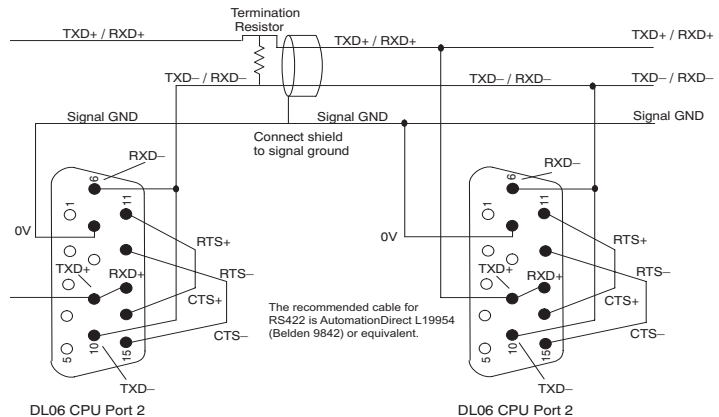 Termination
Resistor
TXD+ / RXD+
TXD+ / RXD+
TXD+ / RXD+
TXD– / RXD–
TXD– / RXD–
TXD– / RXD–
Signal GND
Signal GND
Signal GND
Connect shield
to signal ground
RXD–
6
1
11
0V
RTS+
TXD+
RXD+
RTS–
CTS+
CTS–
5
10
15
TXD–
DL06 CPU Port 2
The recommended cable for
RS422 is AutomationDirect L19954
(Belden 9842) or equivalent.
RXD–
6
1
11
0V
RTS+
TXD+
RXD+
RTS–
CTS+
CTS–
5
10
15
TXD–
DL06 CPU Port 2